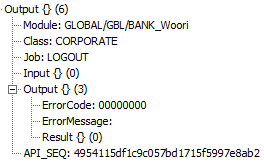 Output {} (6)
Module: GLOBAL/GBL/BANK_Woori
Class: CORPORATE
Job: LOGOUT
Input {} (0)
Output {} (3)
ErrorCode: 00000000
ErrorMessage:
Result {} (0)
API_SEQ: 4954115df1c9c057bd1715f5997e8ab2